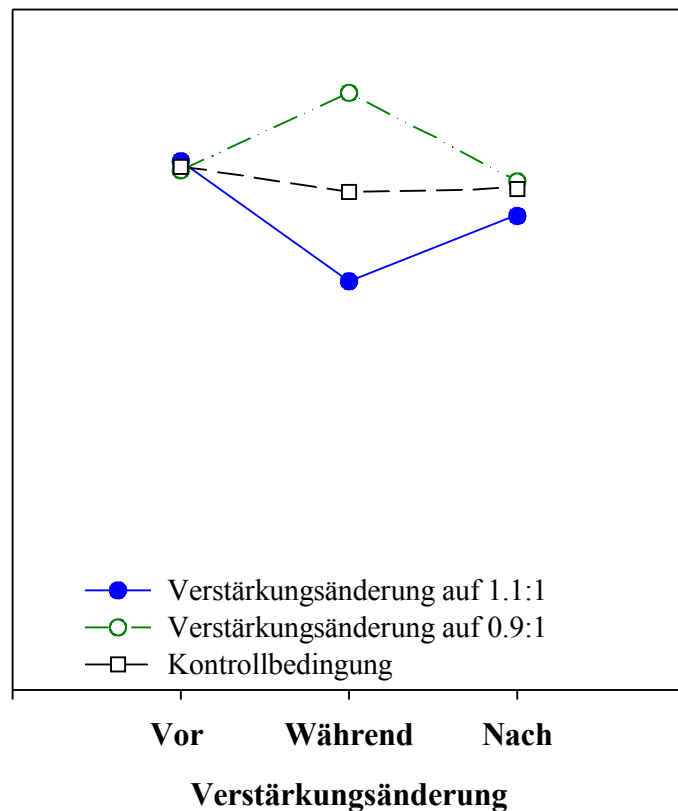 Verstärkungsänderung auf 1.1:1
Verstärkungsänderung auf 0.9:1
Kontrollbedingung
Vor Während Nach
Verstärkungsänderung